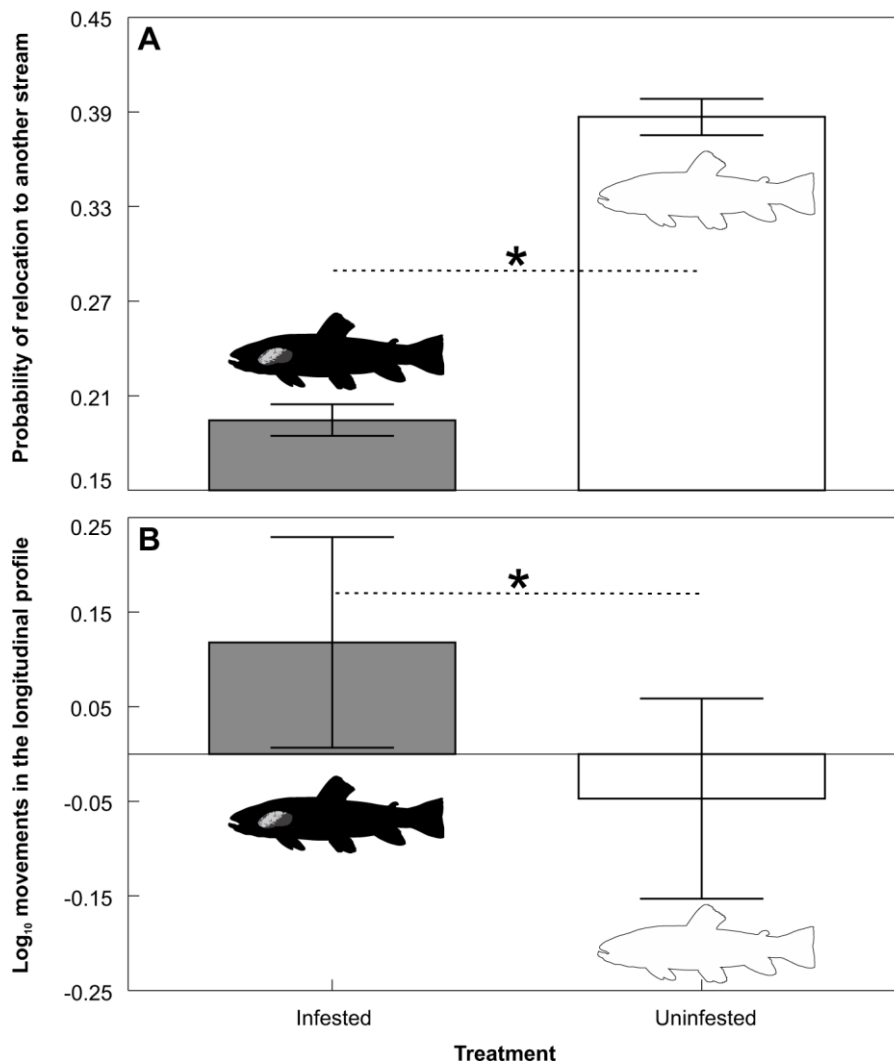 A
Probability of relocation to another stream
0.45
0.39
0.33
0.27
0.21
0.15
*
B
Log₁₀ movements in the longitudinal profile
0.25
0.15
0.05
-0.05
-0.15
-0.25
*
Infested
Uninfested
Treatment